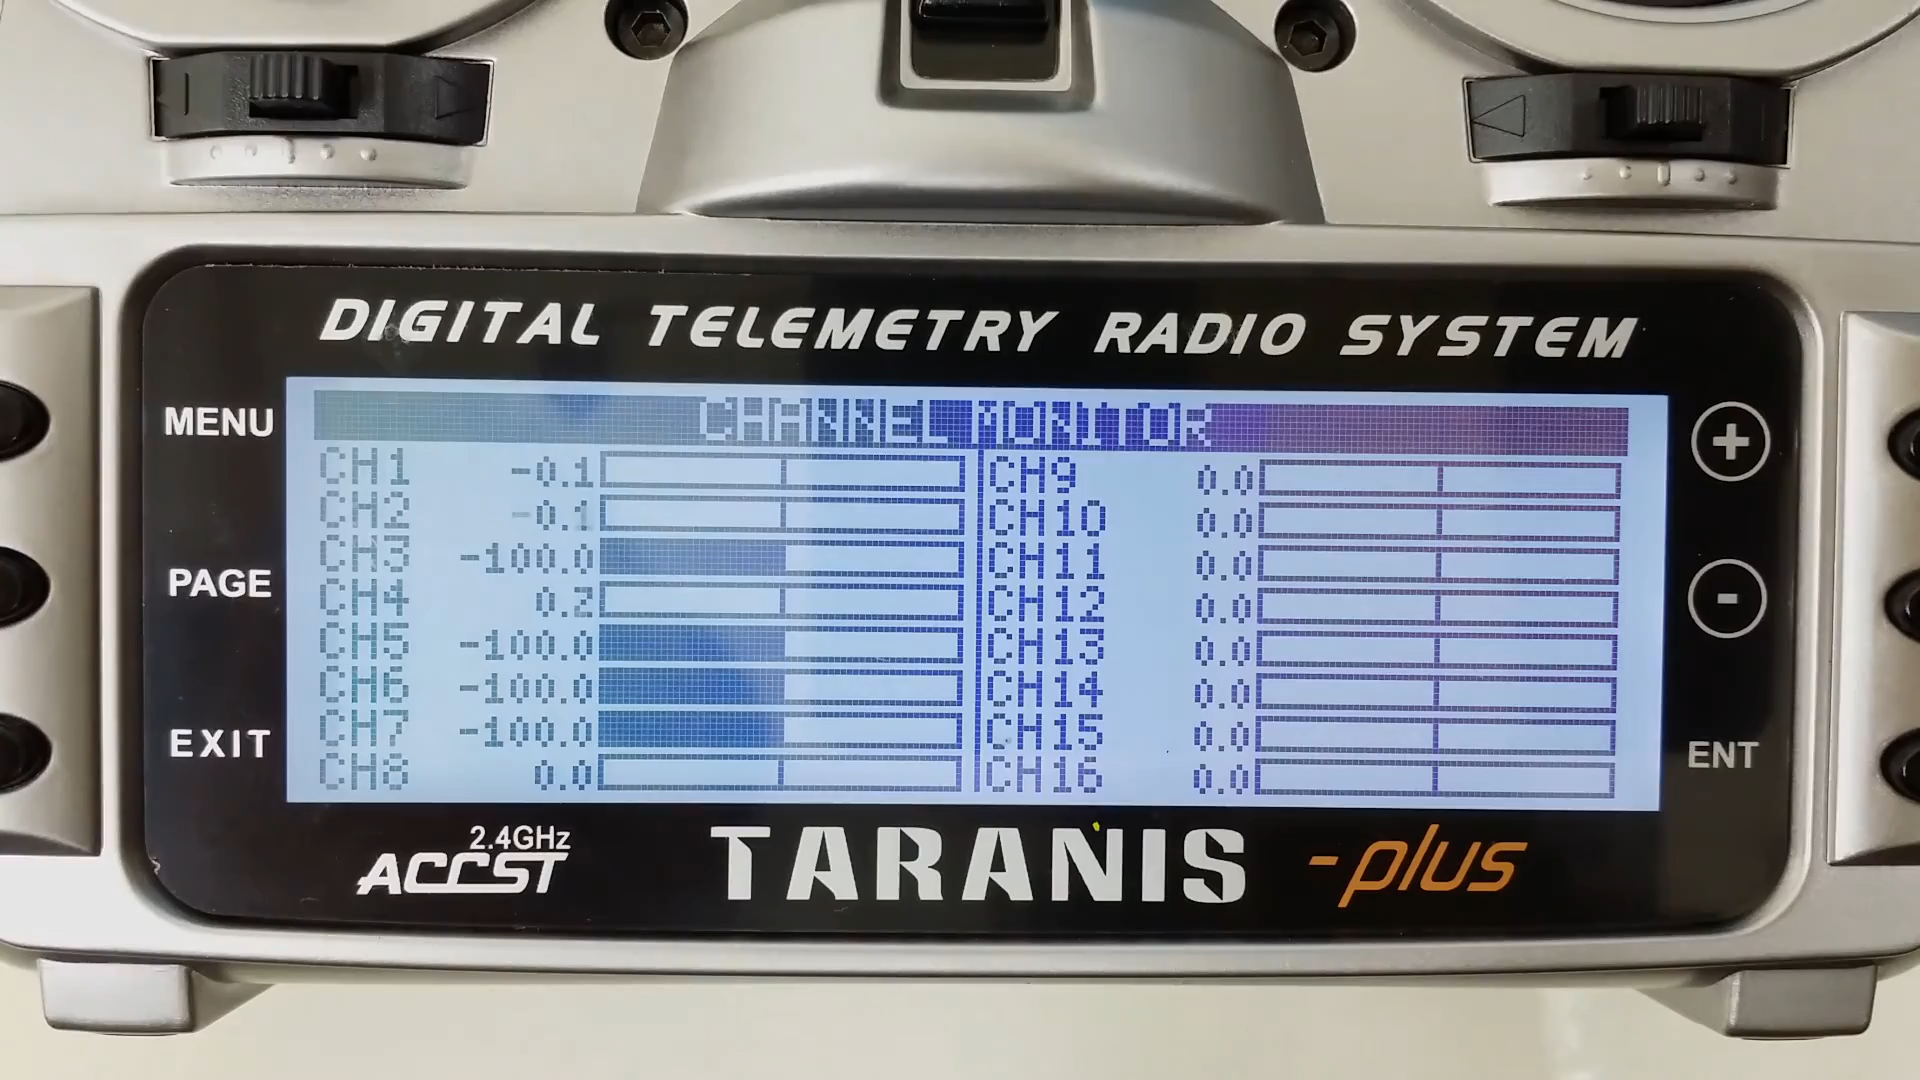 DIGITAL TELEMETRY RADIO SYSTEM
MENU
PAGE
EXIT
CHANNEL MONITOR
CH1 -0.1
CH2 -0.1
CH3 -100.0
CH4 0.2
CH5 -100.0
CH6 -100.0
CH7 -100.0
CH8 0.0
CH9 0.0
CH10 0.0
CH11 0.0
CH12 0.0
CH13 0.0
CH14 0.0
CH15 0.0
CH16 0.0
+
-
ENT
2.4GHz
ACCST
TARANIS -plus